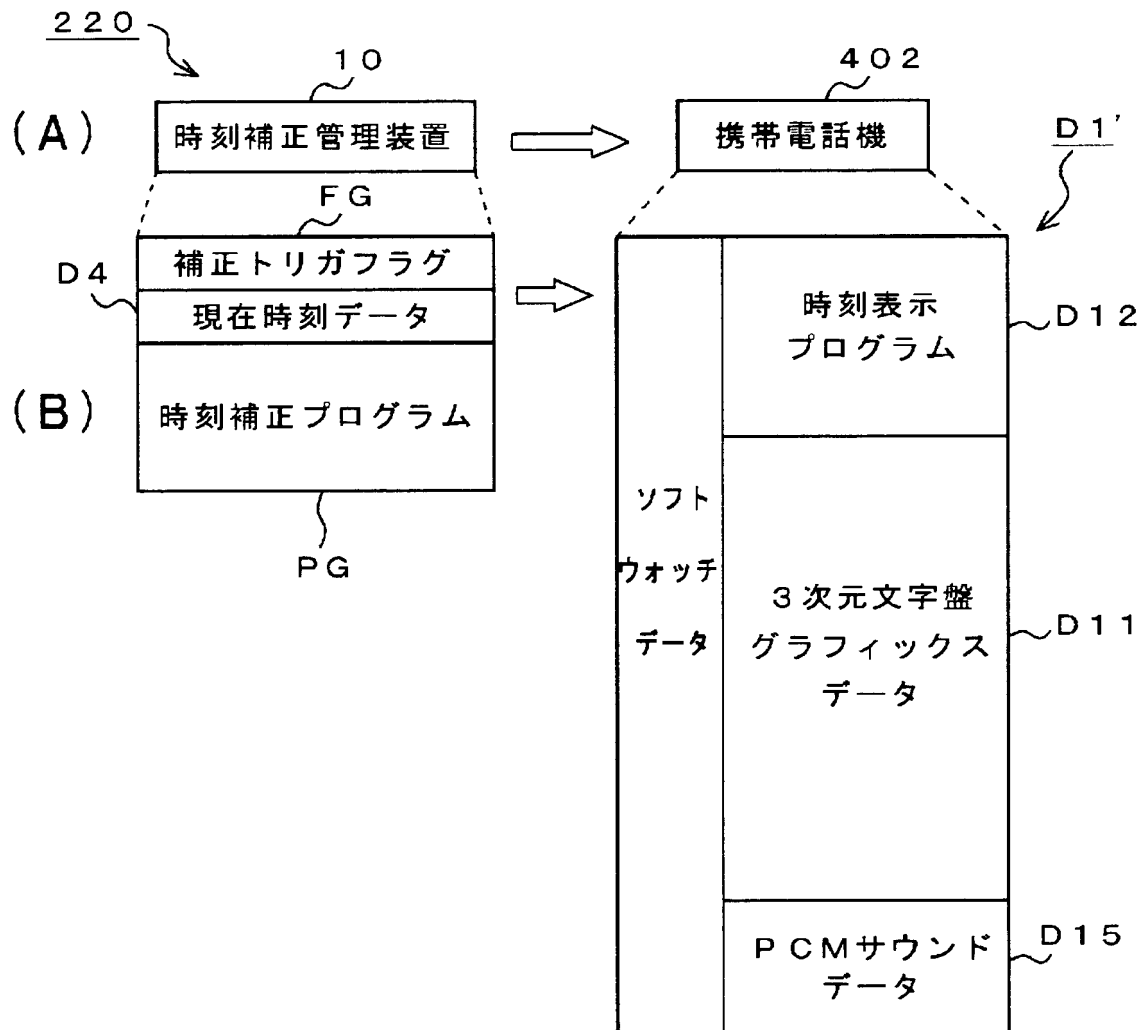 ２２０
１０
４０２
(A)
時刻補正管理装置
携帯電話機
Ｄ１’
ＦＧ
補正トリガフラグ
Ｄ４
現在時刻データ
時刻表示
プログラム
Ｄ１２
(B)
時刻補正プログラム
ＰＧ
ソフト
ウォッチ
データ
３次元文字盤
グラフィックス
データ
Ｄ１１
ＰＣＭサウンド
データ
Ｄ１５